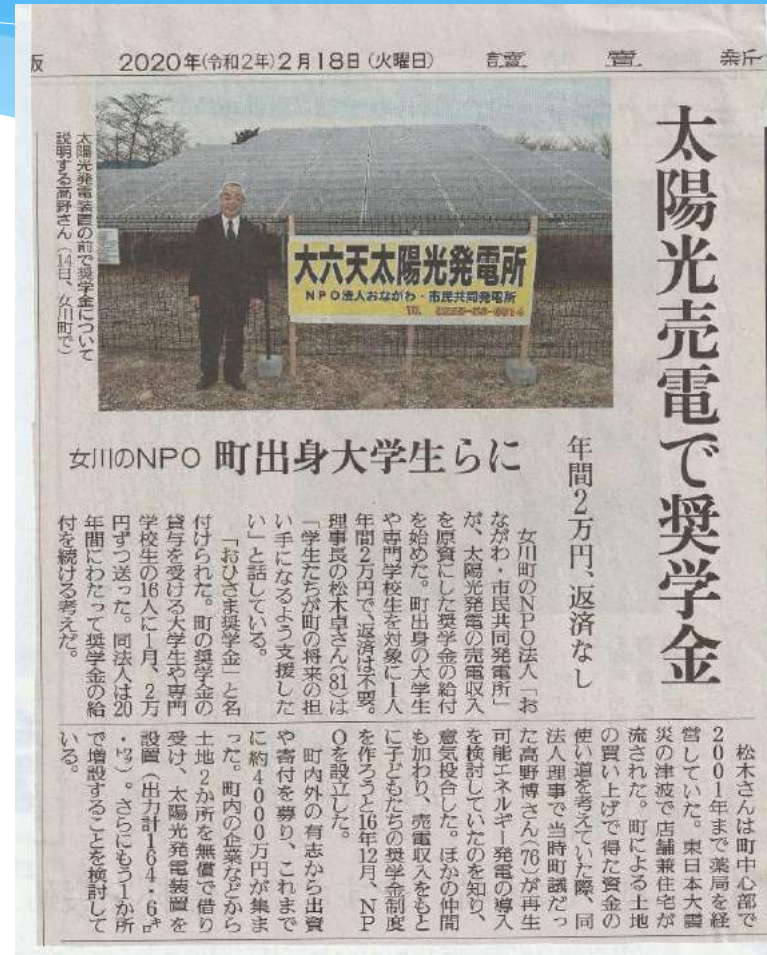 版
2020年(令和2年)2月18日(火曜日)
讀賣新
太陽光売電で奨学金
年間2万円、返済なし
女川のNPO 町出身大学生らに
大六天太陽光発電所
NPO法人おながわ・市民共同発電所
太陽光発電装置の前で奨学金について
説明する高野さん(14日、女川町で)
女川町のNPO法人「お
ながわ・市民共同発電所」
が、太陽光発電の売電収入
を原資にした奨学金の給付
を始めた。町出身の大学生
や専門学校生を対象に1人
年間2万円で、返済は不要。
理事長の松木卓さん(81)は
「学生たちが町の将来の担
い手になるよう支援した
い」と話している。
「おひさま奨学金」と名
付けられた。町の奨学金の
貸与を受ける大学生や専門
学校生の16人に1月、2万
円ずつ送った。同法人は20
年間にわたって奨学金の給
付を続ける考えだ。
松木さんは町中心部で
2001年まで薬局を経
営していた。東日本大震
災の津波で店舗兼住宅が
流された。町による土地
の買い上げで得た資金の
使い道を考えていた際、同
法人理事で当時町議だっ
た高野博さん(76)が再生
可能エネルギー発電の導入
を検討していたのを知り、
意気投合した。ほかの仲間
も加わり、売電収入をもと
に子どもたちの奨学金制度
を作ろうと16年12月、NP
Oを設立した。
町内外の有志から出資
や寄付を募り、これまで
に約4000万円が集ま
った。町内の企業などから
土地2か所を無償で借り
受け、太陽光発電装置を
設置(出力計164・6㌔
・㍗)。さらにもう1か所
で増設することを検討して
いる。